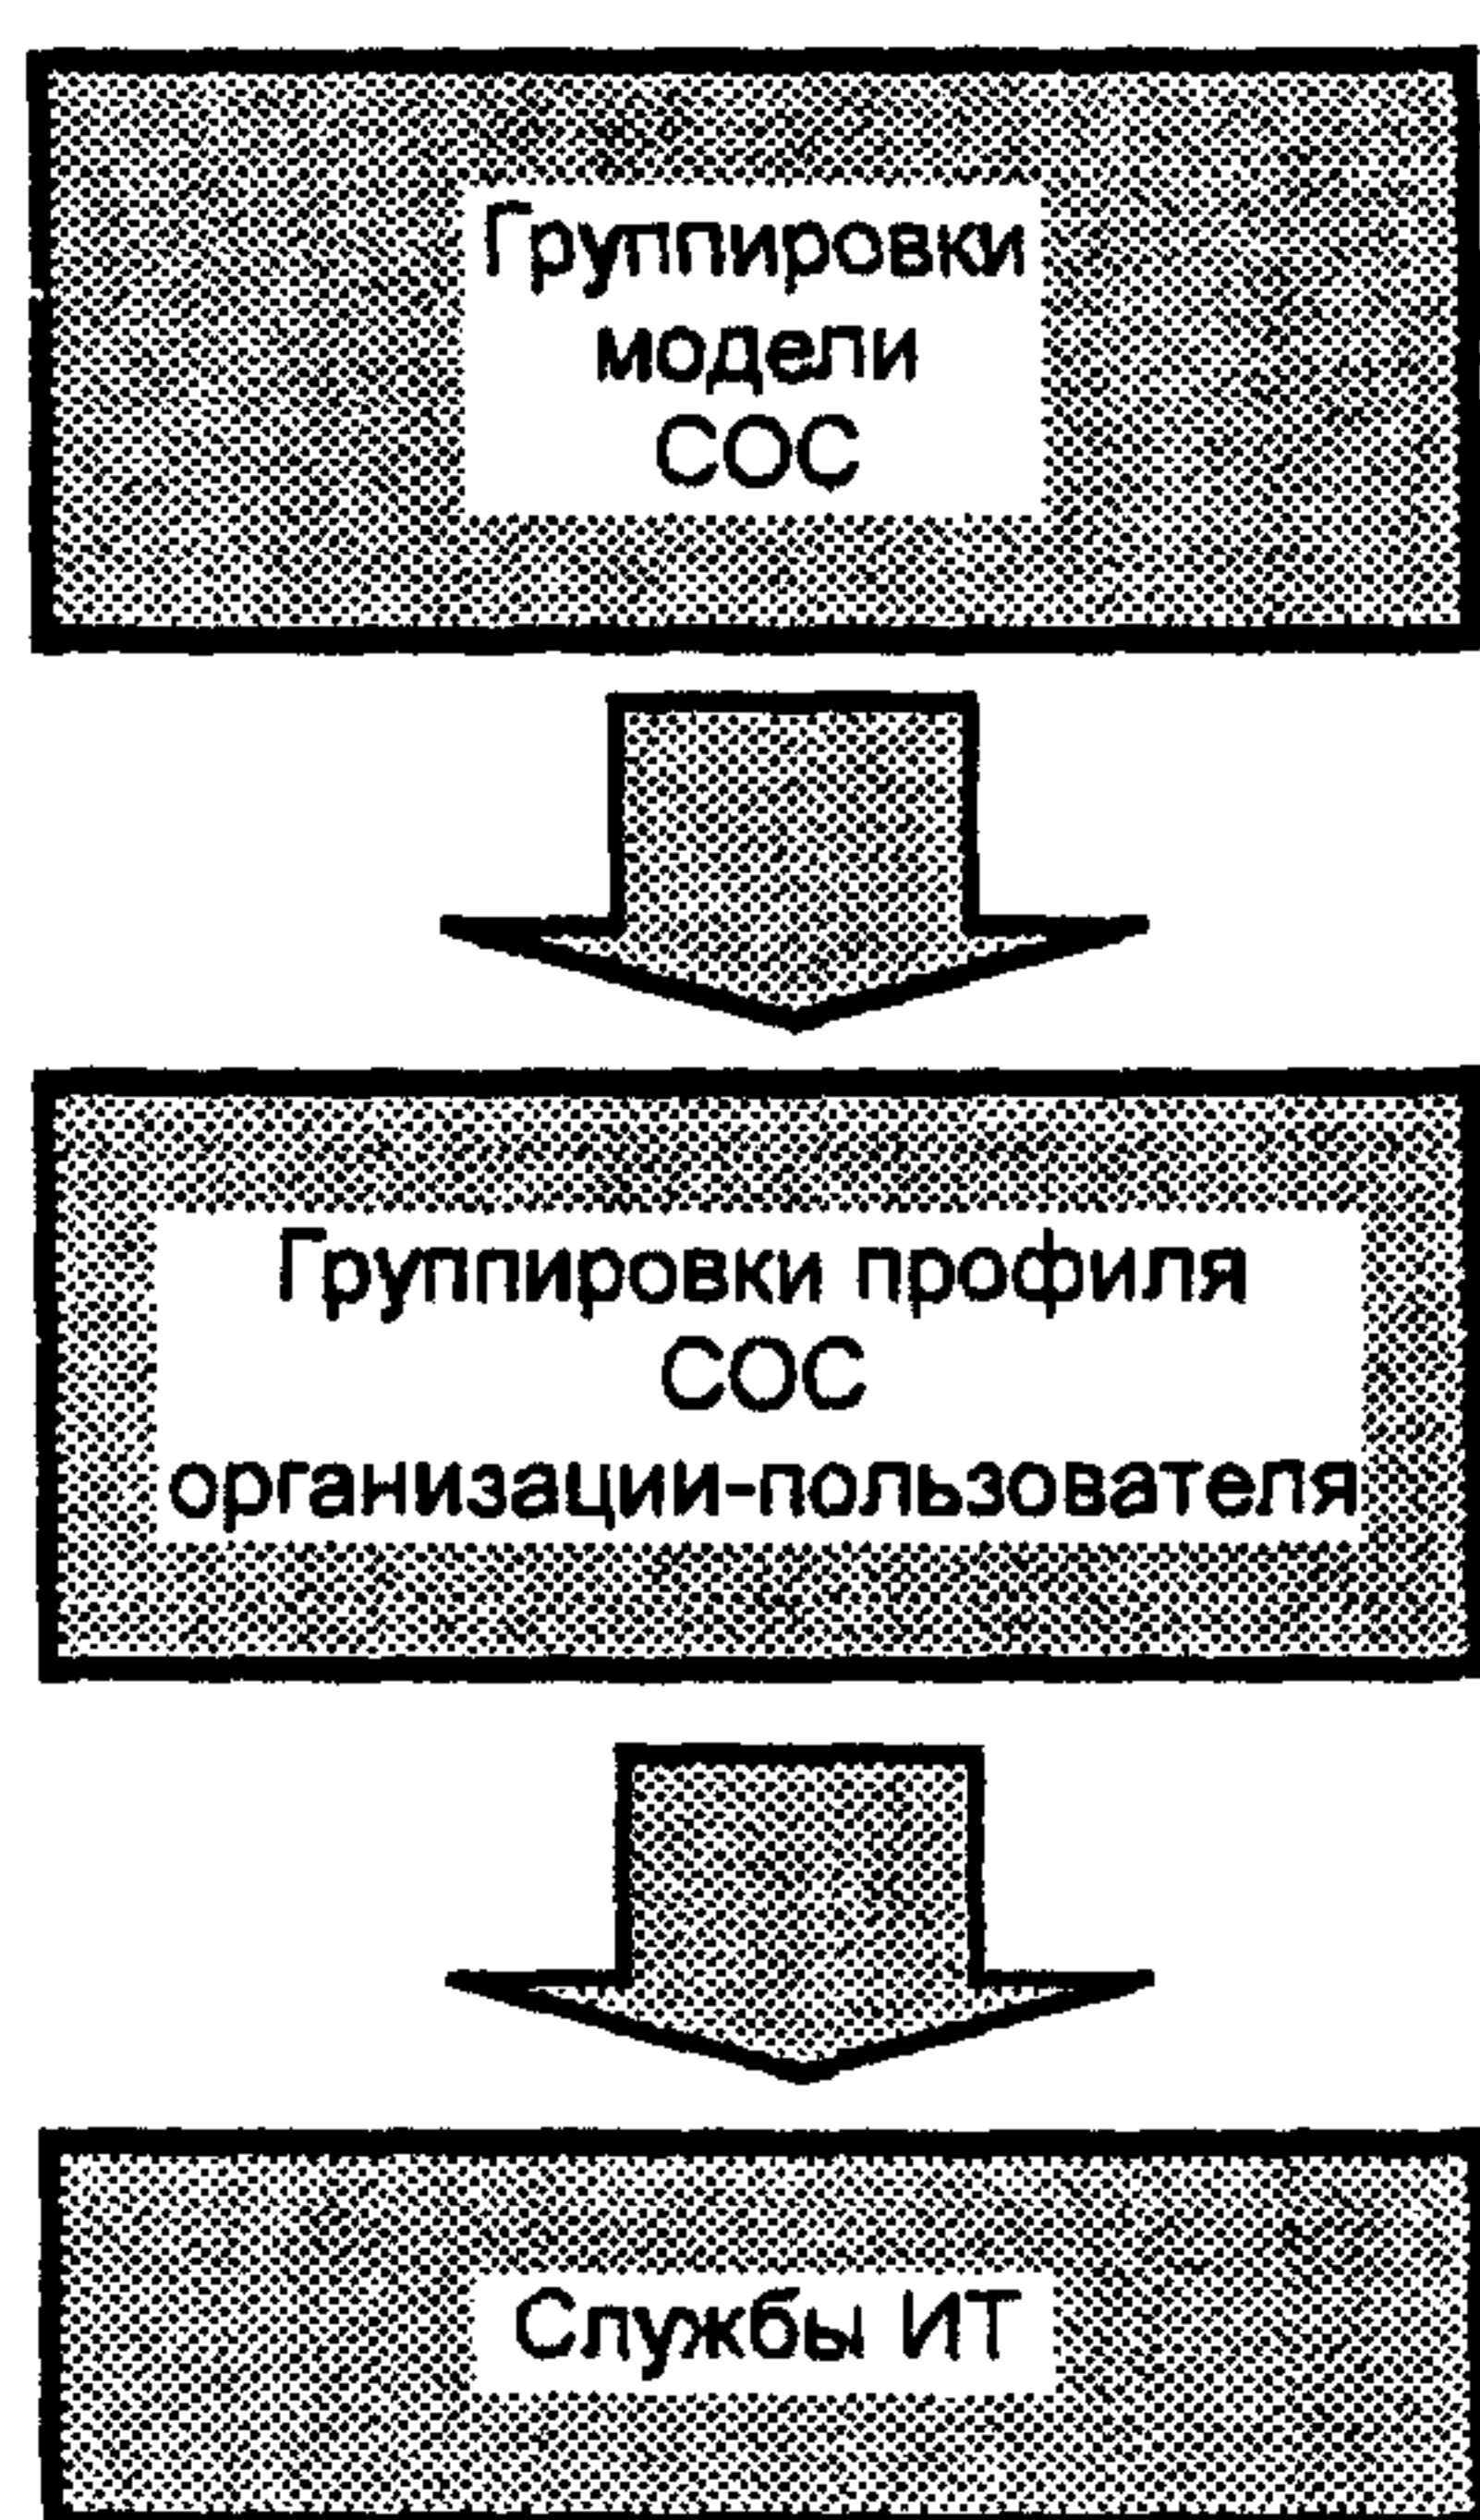 Группировки
модели
СОС
Группировки профиля
СОС
организации-пользователя
Службы ИТ